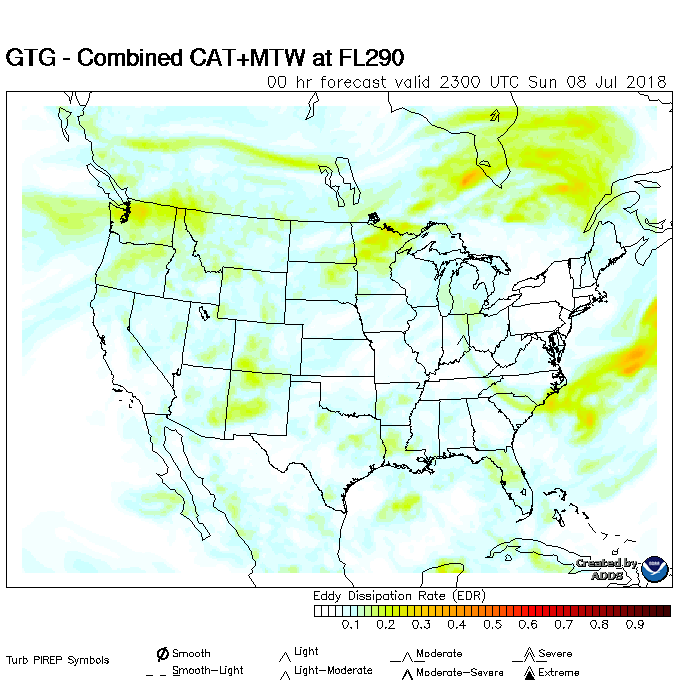 GTG - Combined CAT+MTW at FL290
00 hr forecast valid 2300 UTC Sun 08 Jul 2018
Created by
ADDS
Eddy Dissipation Rate (EDR)
0.1 0.2 0.3 0.4 0.5 0.6 0.7 0.8 0.9
Turb PIREP Symbols
Smooth Light Moderate Severe
Smooth-Light Light-Moderate Moderate-Severe Extreme